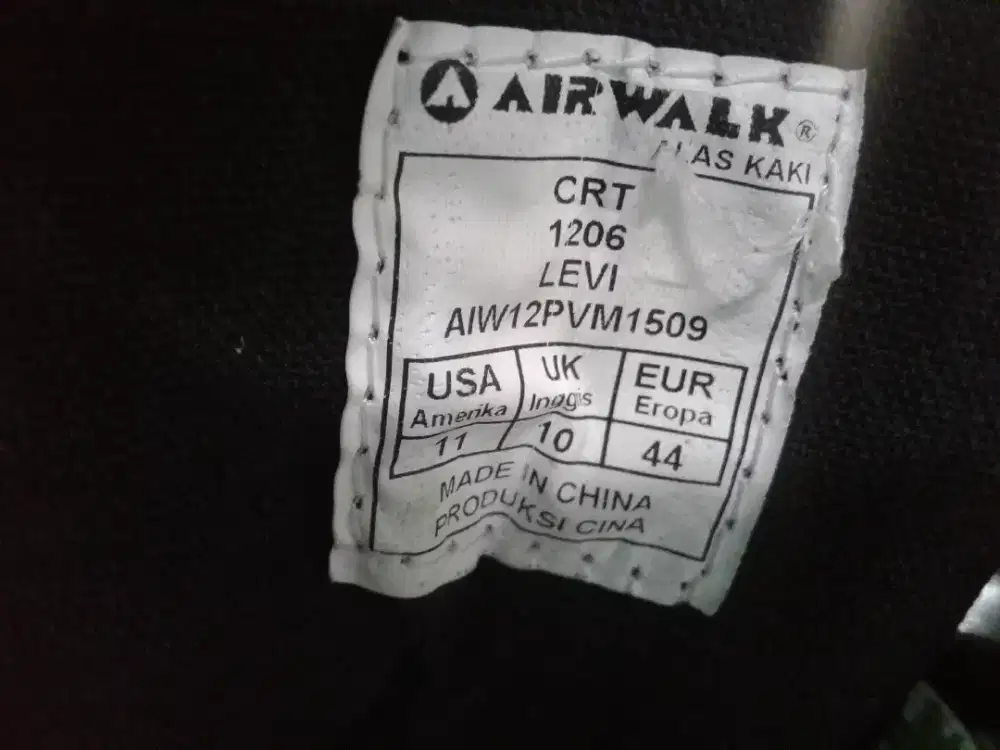 AIRWALK®
ALAS KAKI
CRT
1206
LEVI
AIW12PVM1509
USA UK EUR
Amerika Inggis Eropa
11 10 44
MADE IN CHINA
PRODUKSI CINA